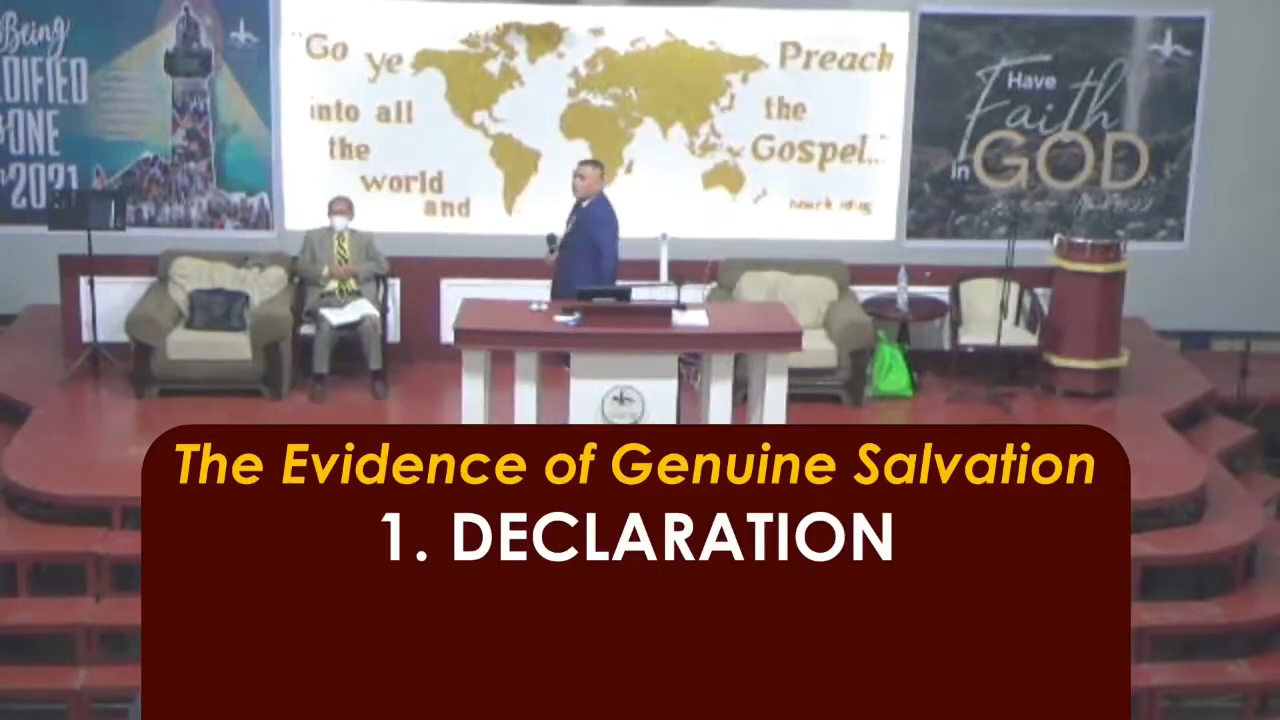 Being
EDIFIED
ONE
2021
"Go ye
into all
the
world
and
Preach
the
Gospel..."
Have
Faith
in GOD
The Evidence of Genuine Salvation
1. DECLARATION